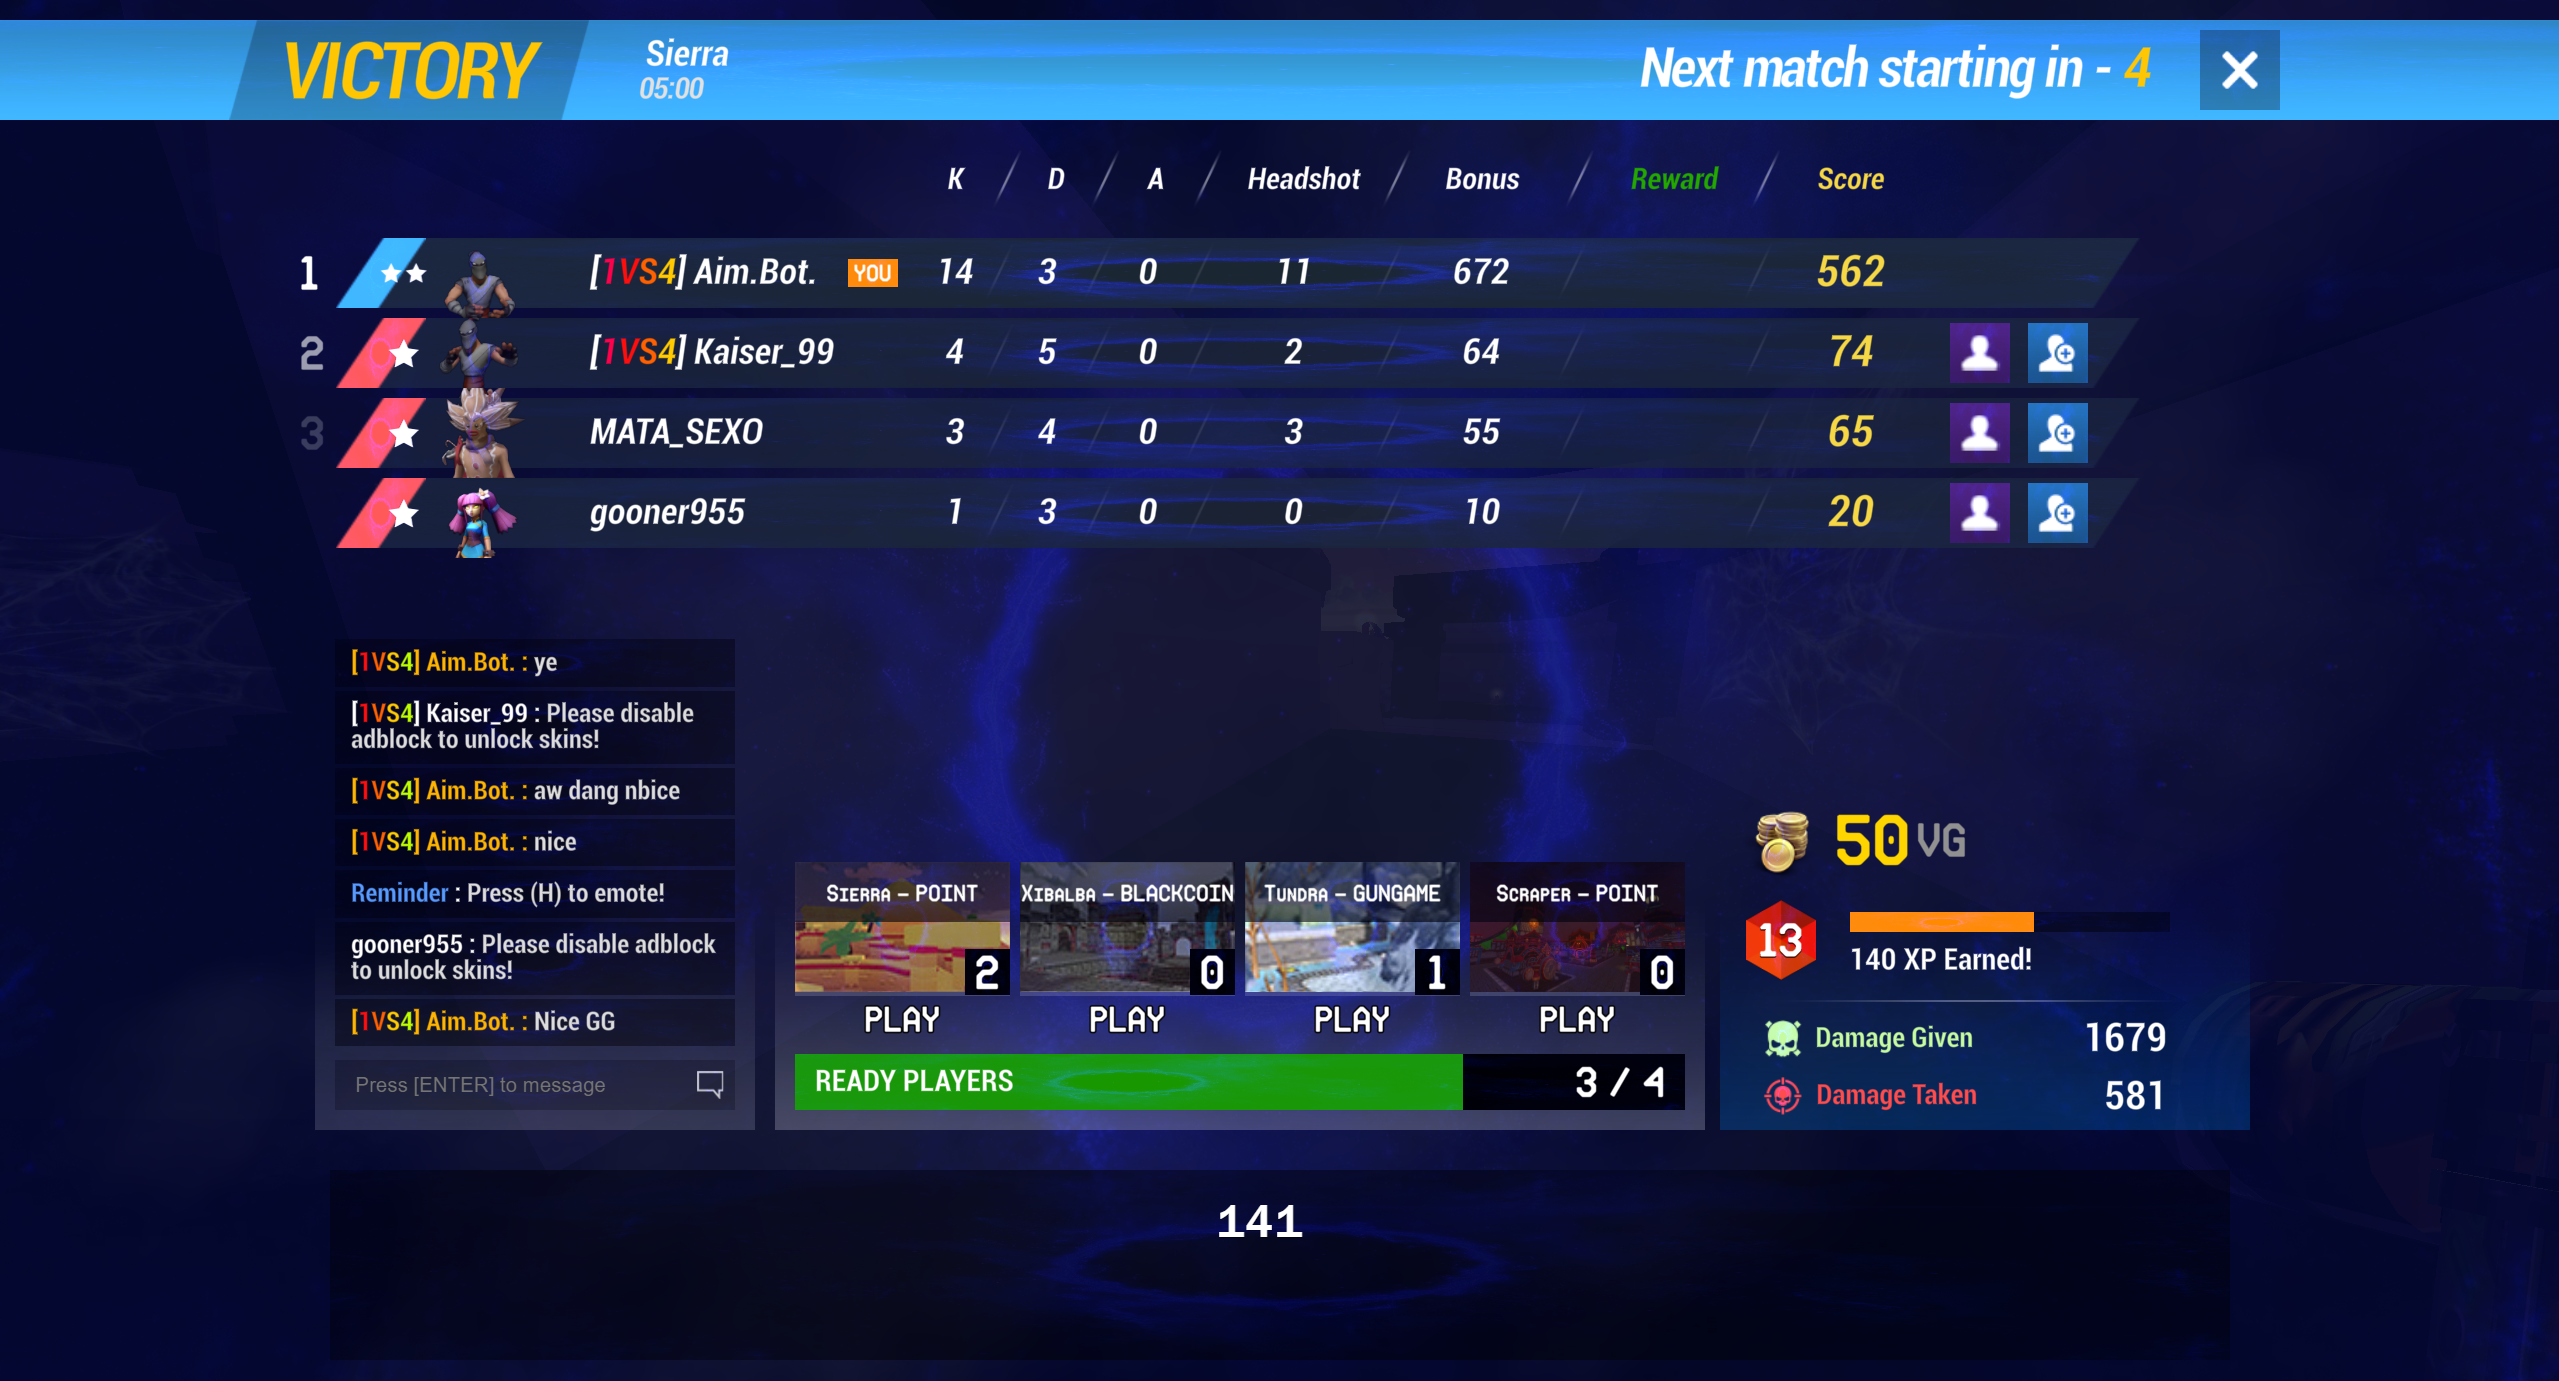 VICTORY
Sierra
05:00
Next match starting in - 4
K / D / A / Headshot / Bonus / Reward / Score
1 [1VS4] Aim.Bot. YOU 14 3 0 11 672 562
2 [1VS4] Kaiser_99 4 5 0 2 64 74
3 MATA_SEXO 3 4 0 3 55 65
gooner955 1 3 0 0 10 20
[1VS4] Aim.Bot. : ye
[1VS4] Kaiser_99 : Please disable
adblock to unlock skins!
[1VS4] Aim.Bot. : aw dang nbice
[1VS4] Aim.Bot. : nice
Reminder : Press (H) to emote!
gooner955 : Please disable adblock
to unlock skins!
[1VS4] Aim.Bot. : Nice GG
Press [ENTER] to message
SIERRA – POINT XIBALBA – BLACKCOIN TUNDRA – GUNGAME SCRAPER – POINT
2 0 1 0
PLAY PLAY PLAY PLAY
READY PLAYERS 3 / 4
50 VG
13
140 XP Earned!
Damage Given 1679
Damage Taken 581
141